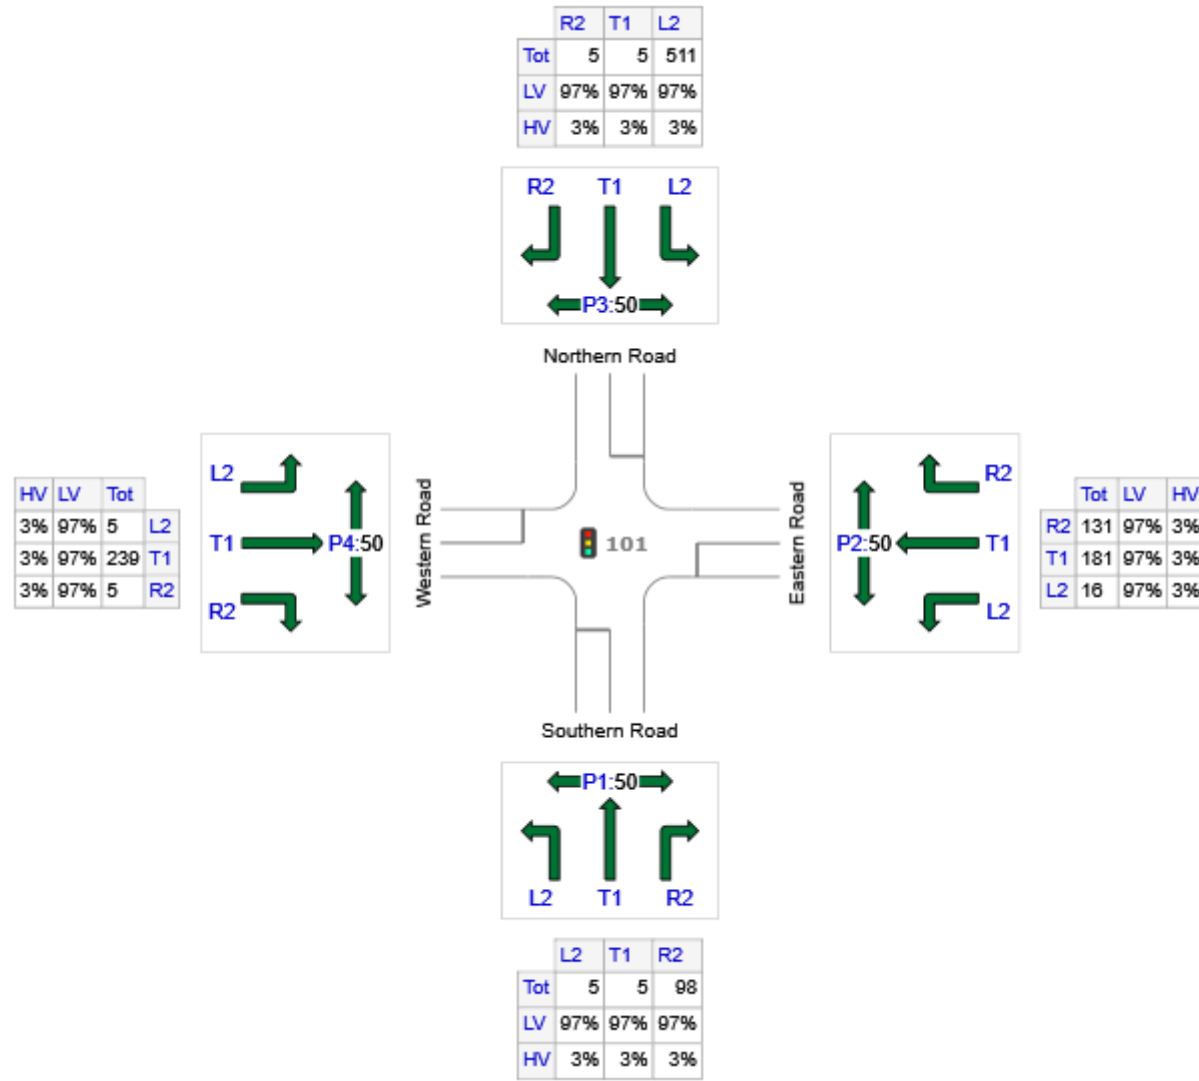 R2 T1 L2
Tot 5 5 511
LV 97% 97% 97%
HV 3% 3% 3%
R2 T1 L2
P3:50
Northern Road
HV LV Tot
3% 97% 5 L2
3% 97% 239 T1
3% 97% 5 R2
L2
T1 P4:50
R2
Western Road
101
Eastern Road
R2
P2:50 T1
L2
Tot LV HV
R2 131 97% 3%
T1 181 97% 3%
L2 16 97% 3%
Southern Road
P1:50
L2 T1 R2
L2 T1 R2
Tot 5 5 98
LV 97% 97% 97%
HV 3% 3% 3%